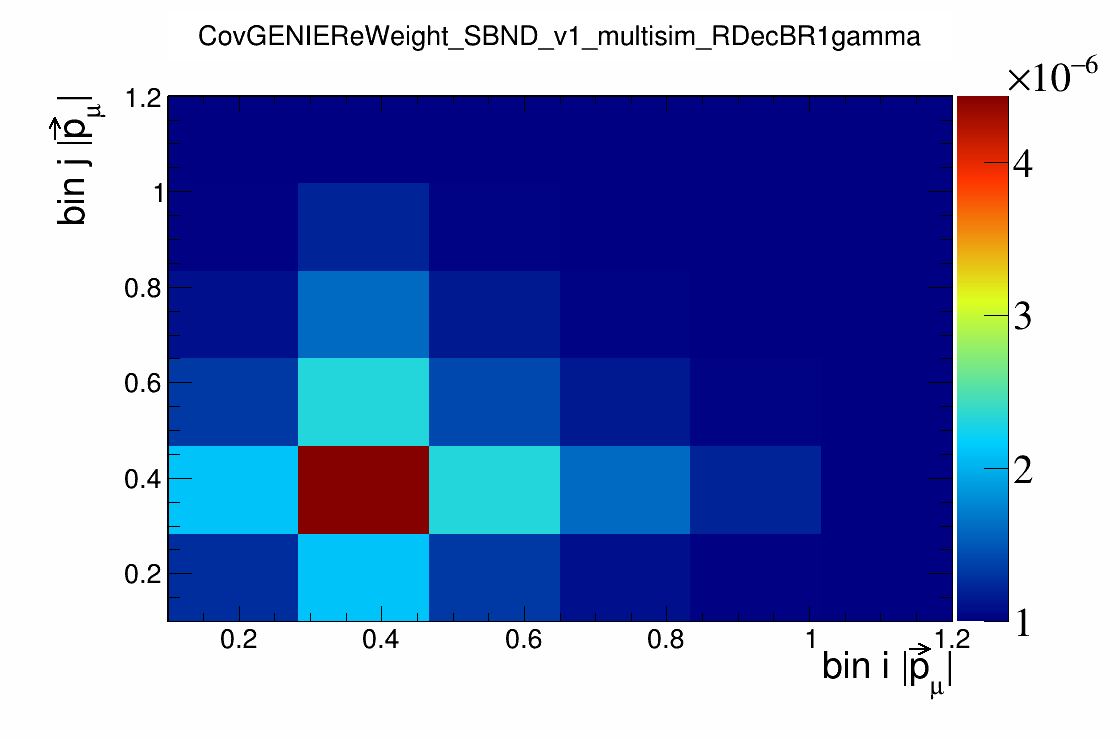 CovGENIEReWeight_SBND_v1_multisim_RDecBR1gamma
×10⁻⁶
bin j |p⃗_μ|
1.2
1
0.8
0.6
0.4
0.2
4
3
2
1
0.2 0.4 0.6 0.8 1 1.2
bin i |p⃗_μ|